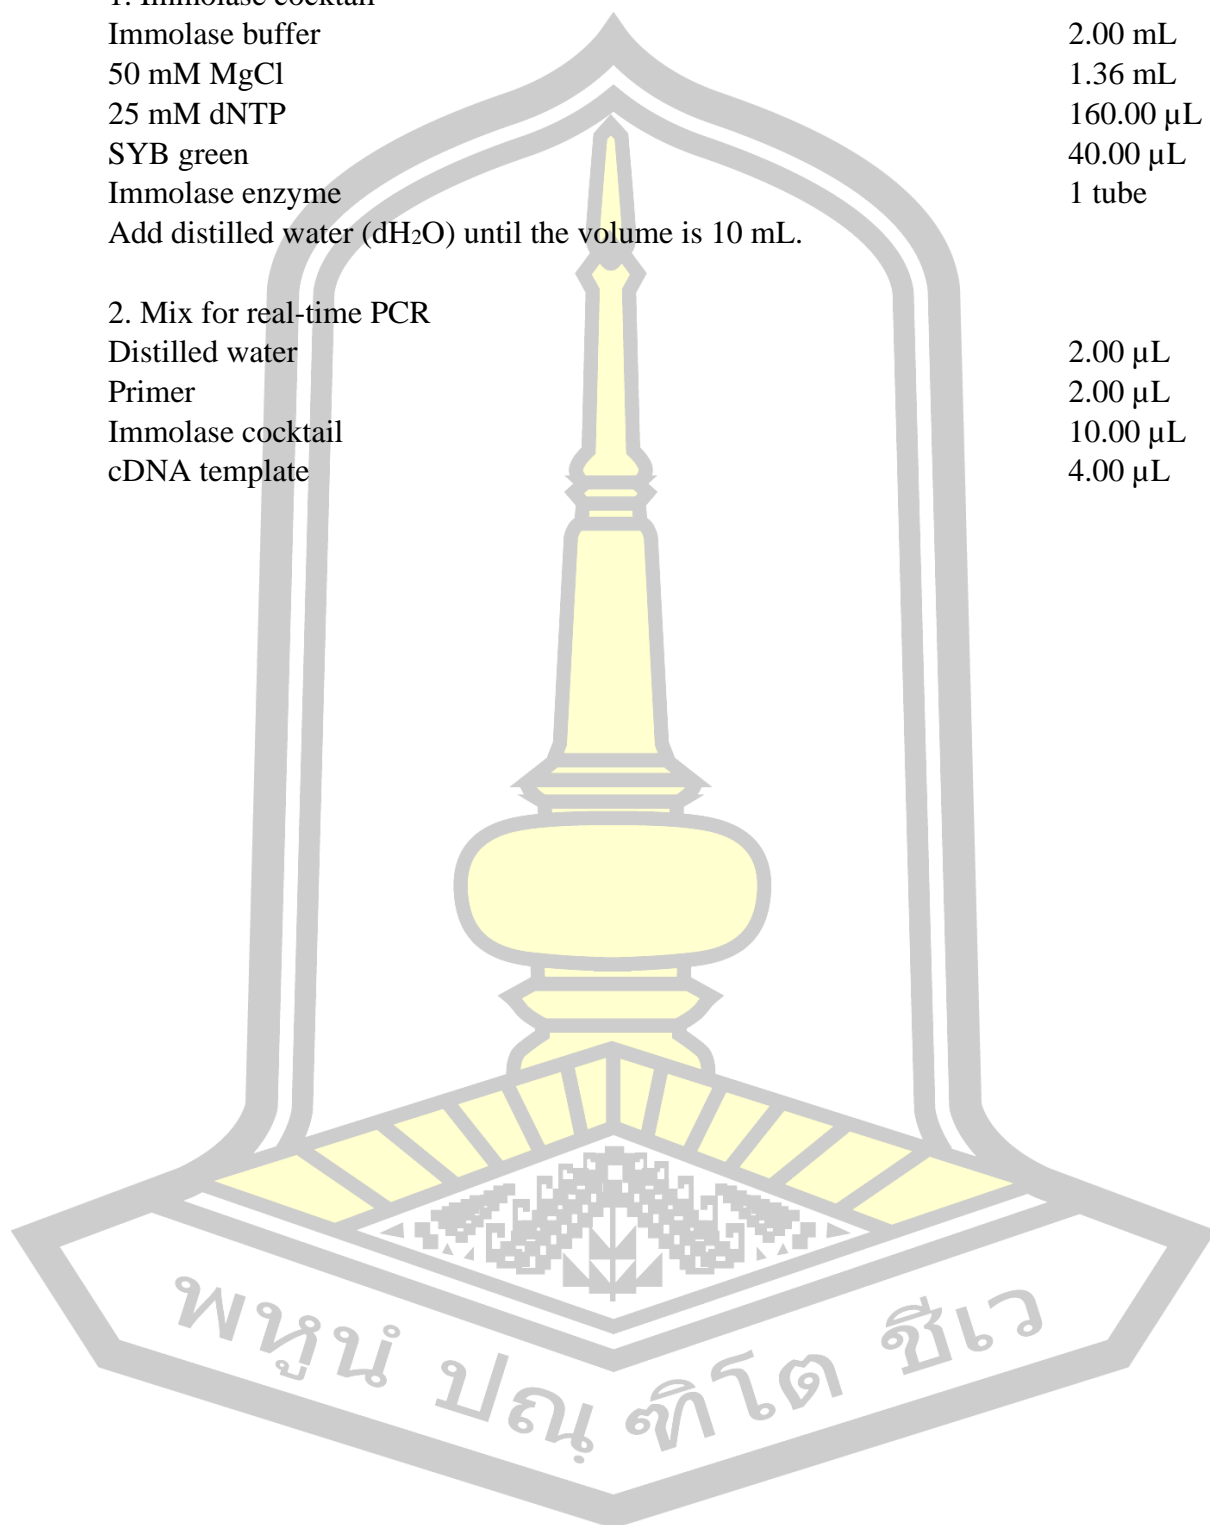 1. Immolase cocktail
Immolase buffer 2.00 mL
50 mM MgCl 1.36 mL
25 mM dNTP 160.00 µL
SYB green 40.00 µL
Immolase enzyme 1 tube
Add distilled water (dH₂O) until the volume is 10 mL.
2. Mix for real-time PCR
Distilled water 2.00 µL
Primer 2.00 µL
Immolase cocktail 10.00 µL
cDNA template 4.00 µL
พหูนํ ปณฺฑิโต ชีเว